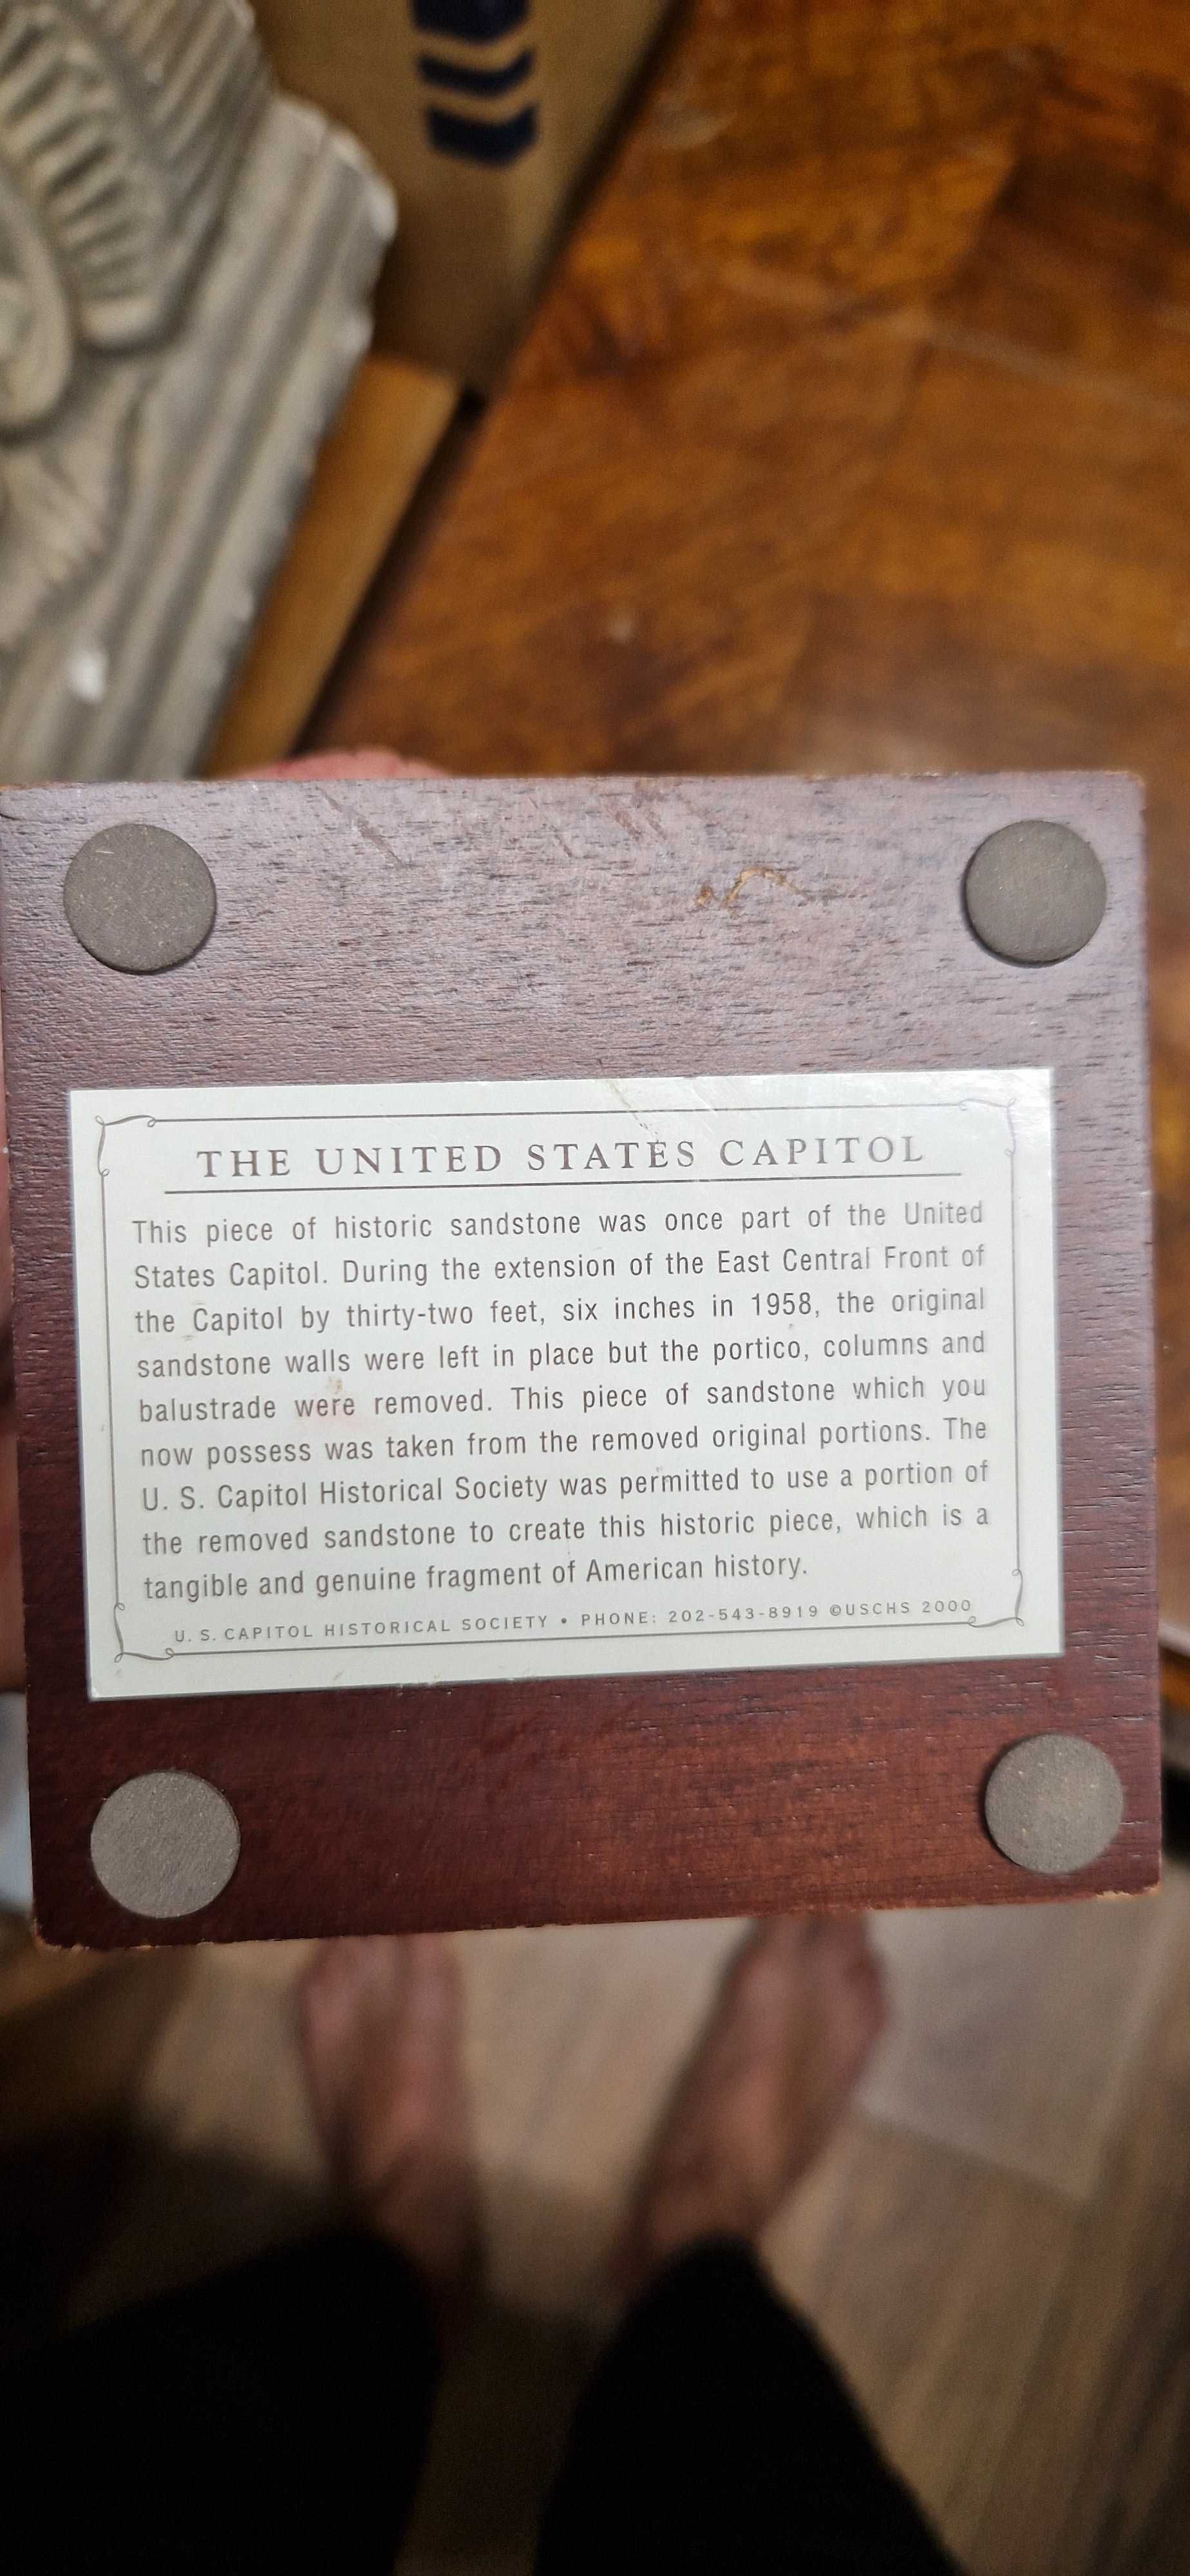 THE UNITED STATES CAPITOL
This piece of historic sandstone was once part of the United
States Capitol. During the extension of the East Central Front of
the Capitol by thirty-two feet, six inches in 1958, the original
sandstone walls were left in place but the portico, columns and
balustrade were removed. This piece of sandstone which you
now possess was taken from the removed original portions. The
U. S. Capitol Historical Society was permitted to use a portion of
the removed sandstone to create this historic piece, which is a
tangible and genuine fragment of American history.
U. S. CAPITOL HISTORICAL SOCIETY • PHONE: 202-543-8919 ©USCHS 2000